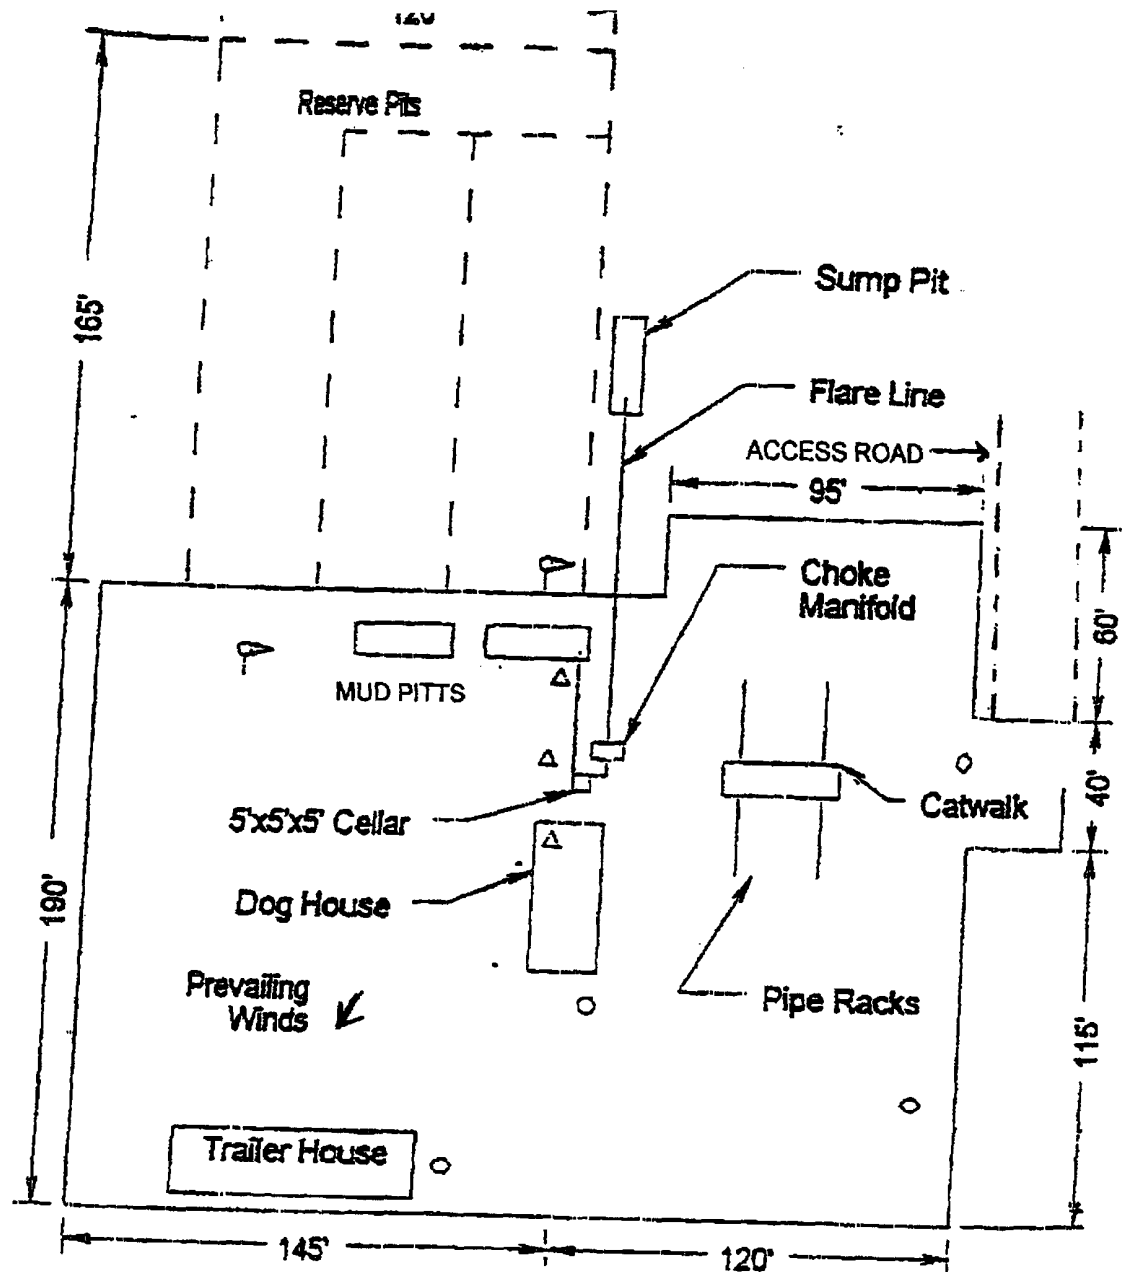 120
Reserve Pits
165'
Sump Pit
Flare Line
ACCESS ROAD
95'
Choke
Manifold
60'
MUD PITTS
40'
5'x5'x5' Cellar
Catwalk
Dog House
190'
Prevailing
Winds
Pipe Racks
115'
Trailer House
145'
120'